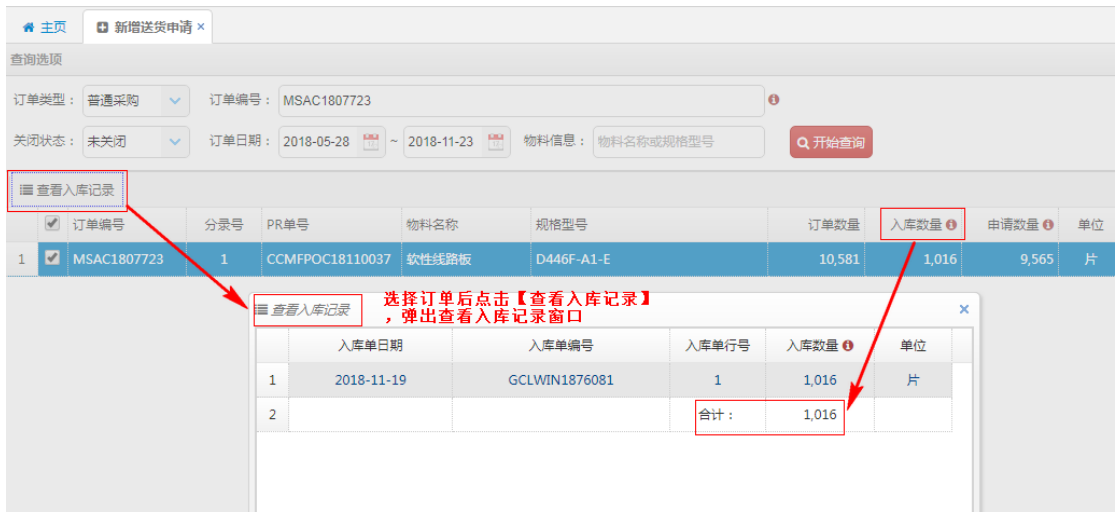 主页 新增送货申请 ×
查询选项
订单类型： 普通采购 订单编号： MSAC1807723
关闭状态： 未关闭 订单日期： 2018-05-28 ~ 2018-11-23 物料信息： 物料名称或规格型号 开始查询
查看入库记录
订单编号 分录号 PR单号 物料名称 规格型号 订单数量 入库数量 申请数量 单位
1 MSAC1807723 1 CCMFPOC18110037 软性线路板 D446F-A1-E 10,581 1,016 9,565 片
选择订单后点击【查看入库记录】
查看入库记录 ，弹出查看入库记录窗口 ×
入库单日期 入库单编号 入库单行号 入库数量 单位
1 2018-11-19 GCLWIN1876081 1 1,016 片
2 合计： 1,016